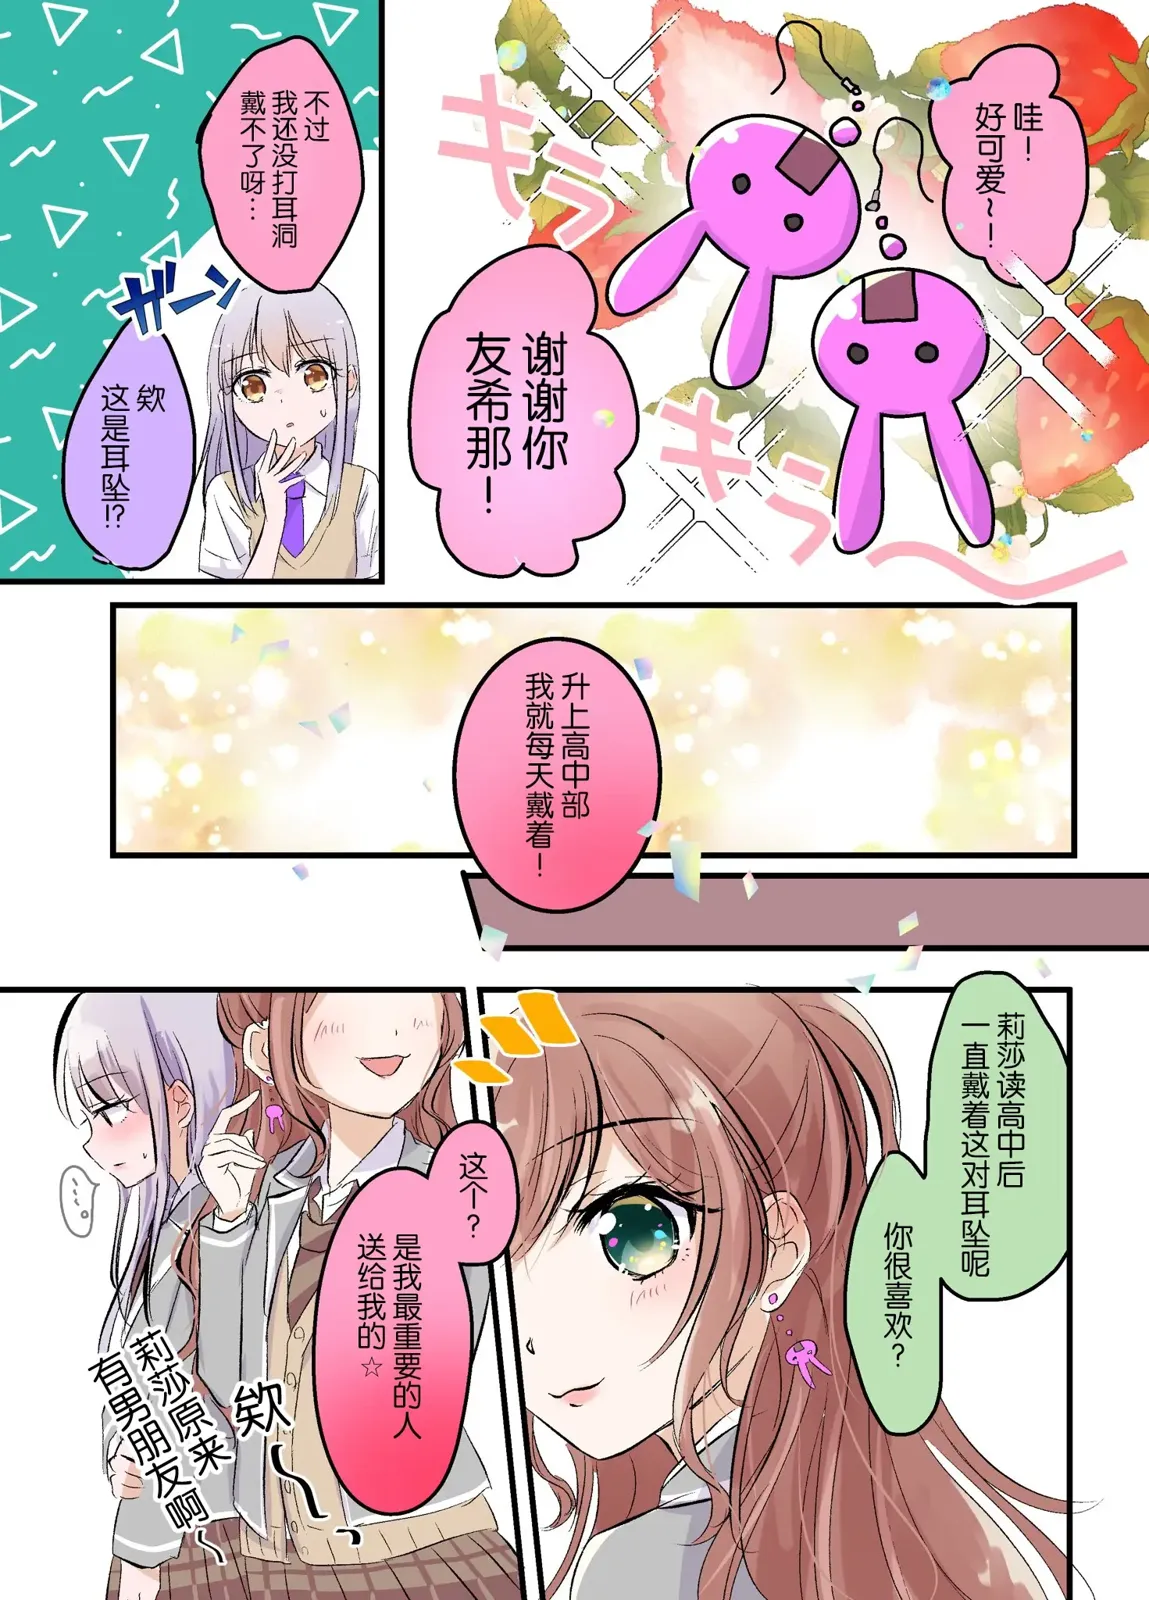 哇！
好可爱～！
キラ
谢谢你
友希那！
キラ
不过
我还没打耳洞
戴不了呀…
ガーン
欸
这是耳坠!?
升上高中部
我就每天戴着！
莉莎读高中后
一直戴着这对耳坠呢
你很喜欢？
这个？
是我最重要的人
送给我的☆
…
欸～
莉莎原来
有男朋友啊～